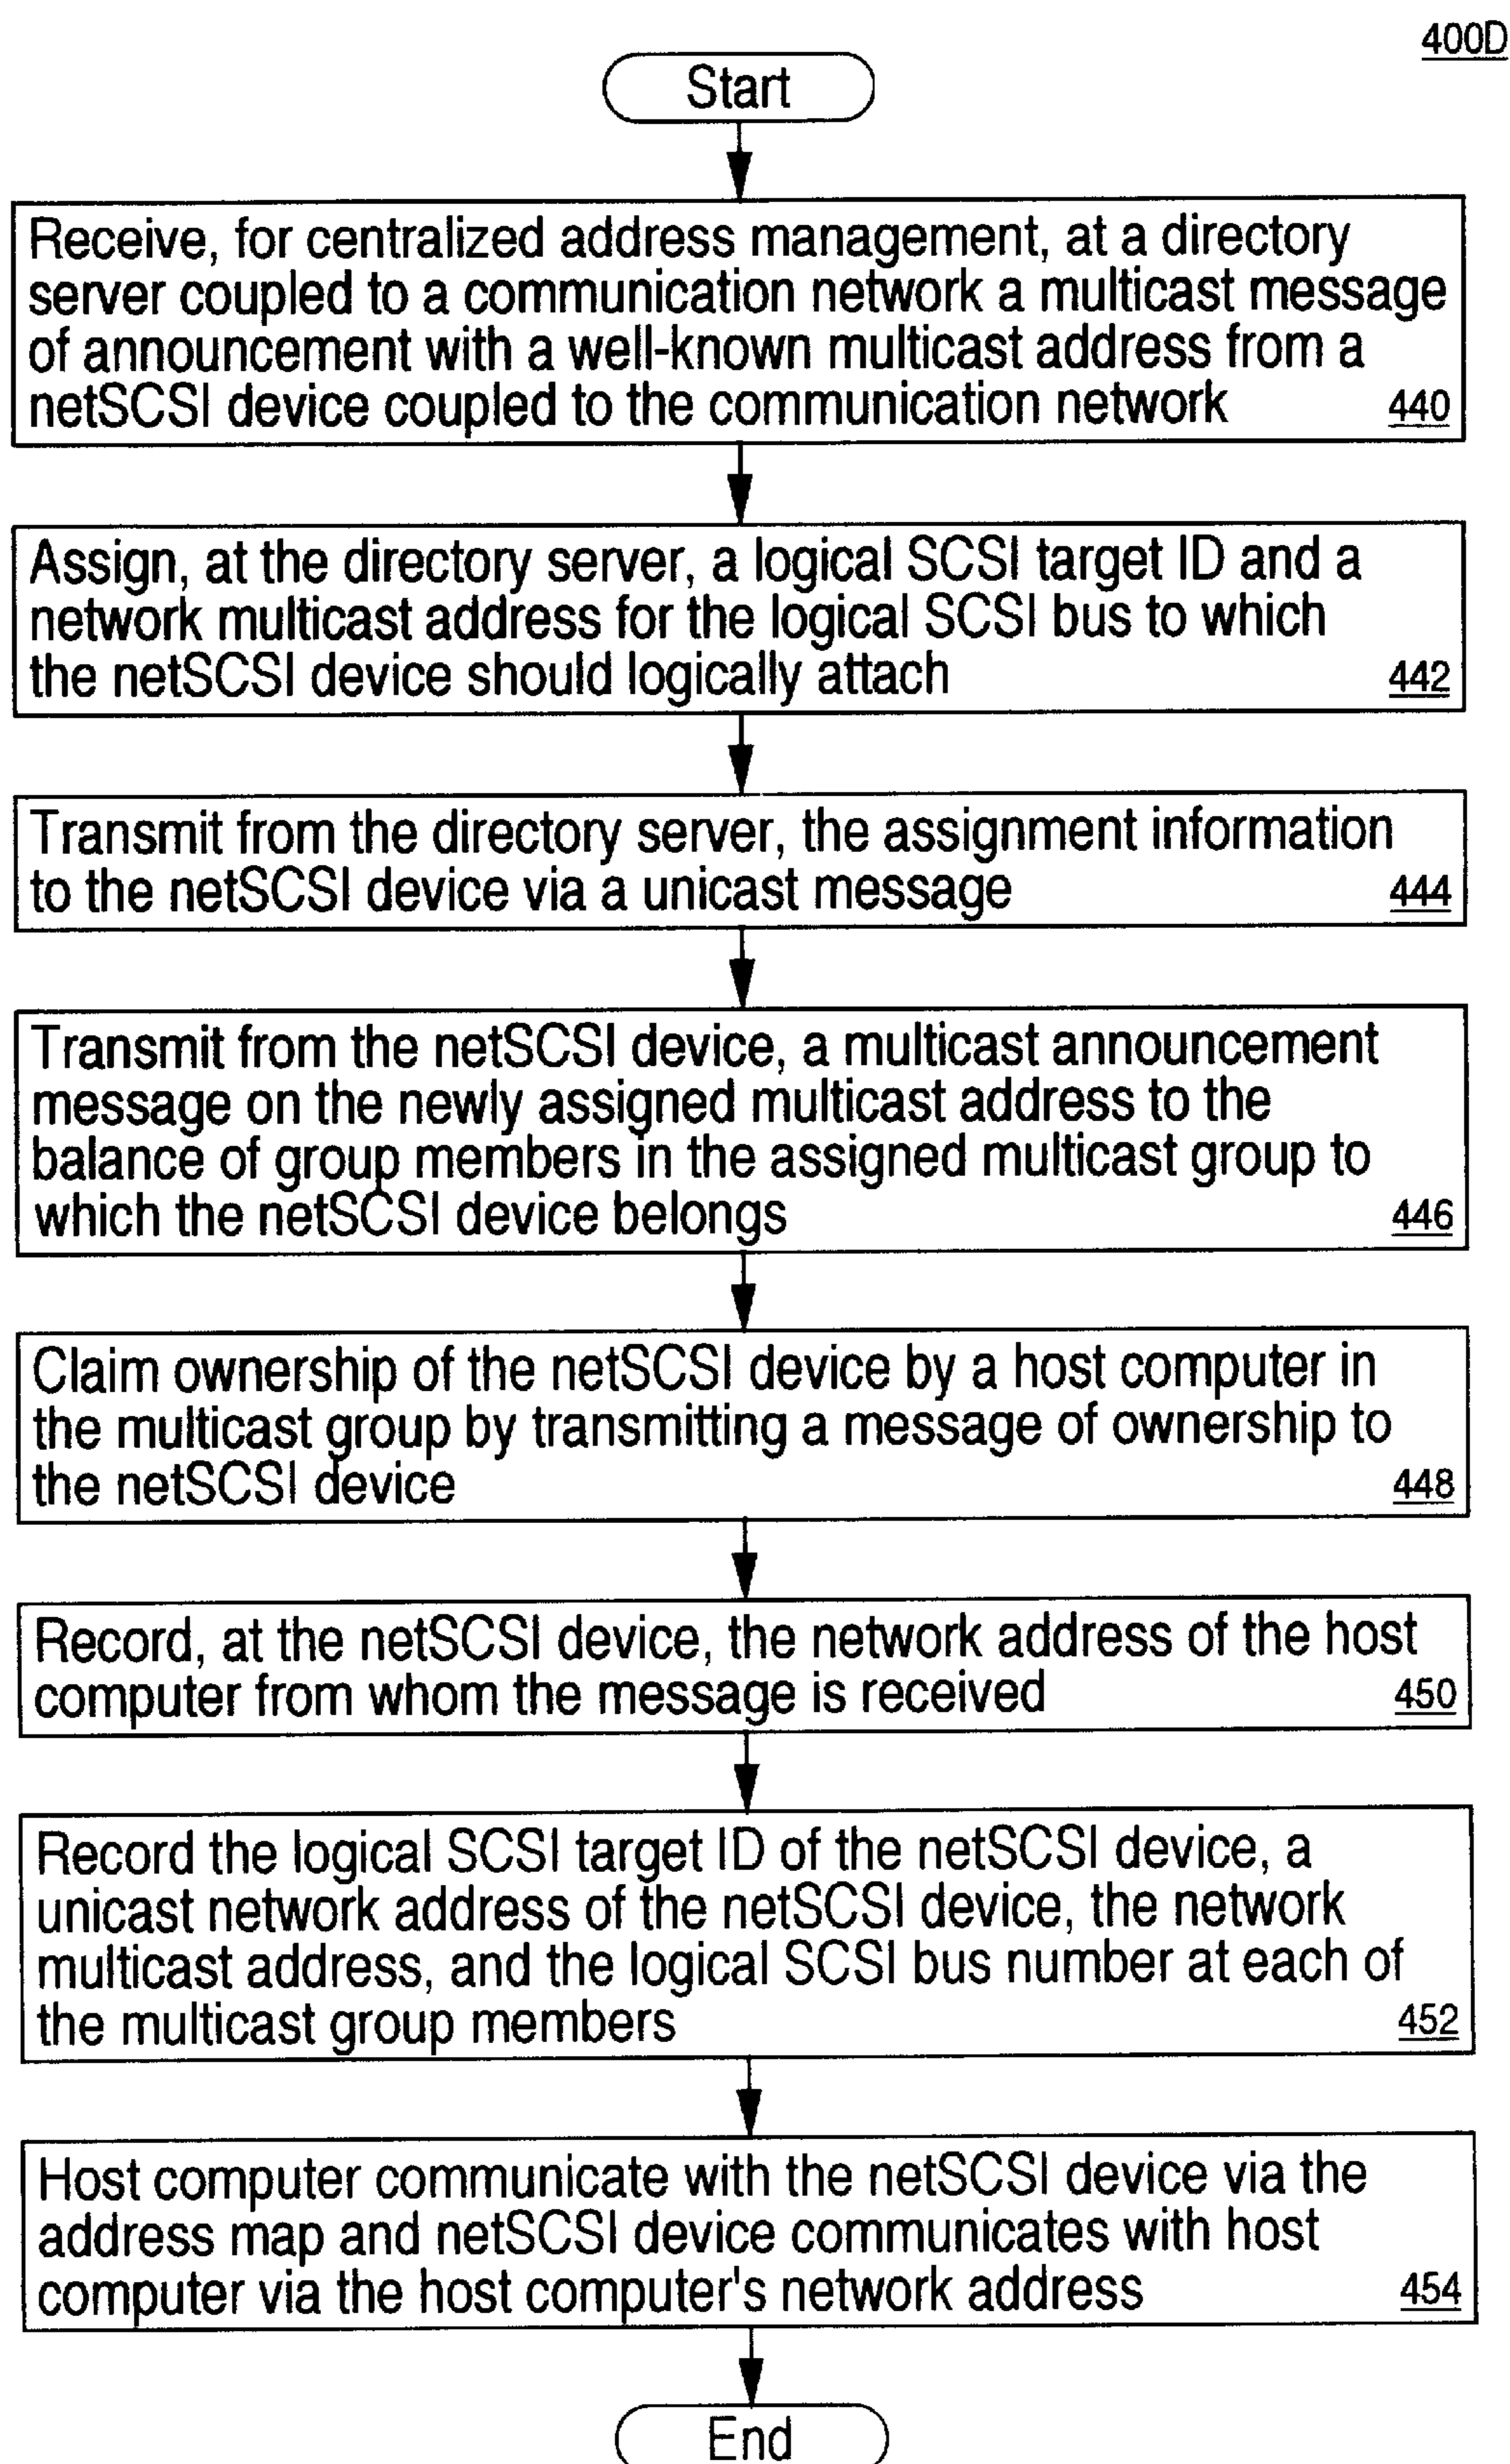 400D
Start
Receive, for centralized address management, at a directory
server coupled to a communication network a multicast message
of announcement with a well-known multicast address from a
netSCSI device coupled to the communication network 440
Assign, at the directory server, a logical SCSI target ID and a
network multicast address for the logical SCSI bus to which
the netSCSI device should logically attach 442
Transmit from the directory server, the assignment information
to the netSCSI device via a unicast message 444
Transmit from the netSCSI device, a multicast announcement
message on the newly assigned multicast address to the
balance of group members in the assigned multicast group to
which the netSCSI device belongs 446
Claim ownership of the netSCSI device by a host computer in
the multicast group by transmitting a message of ownership to
the netSCSI device 448
Record, at the netSCSI device, the network address of the host
computer from whom the message is received 450
Record the logical SCSI target ID of the netSCSI device, a
unicast network address of the netSCSI device, the network
multicast address, and the logical SCSI bus number at each of
the multicast group members 452
Host computer communicate with the netSCSI device via the
address map and netSCSI device communicates with host
computer via the host computer's network address 454
End